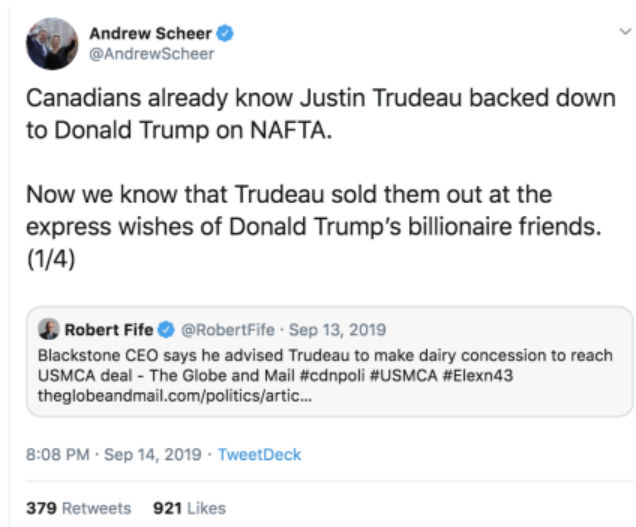 Andrew Scheer
@AndrewScheer
Canadians already know Justin Trudeau backed down
to Donald Trump on NAFTA.
Now we know that Trudeau sold them out at the
express wishes of Donald Trump's billionaire friends.
(1/4)
Robert Fife @RobertFife · Sep 13, 2019
Blackstone CEO says he advised Trudeau to make dairy concession to reach
USMCA deal - The Globe and Mail #cdnpoli #USMCA #Elexn43
theglobeandmail.com/politics/artic...
8:08 PM · Sep 14, 2019 · TweetDeck
379 Retweets 921 Likes